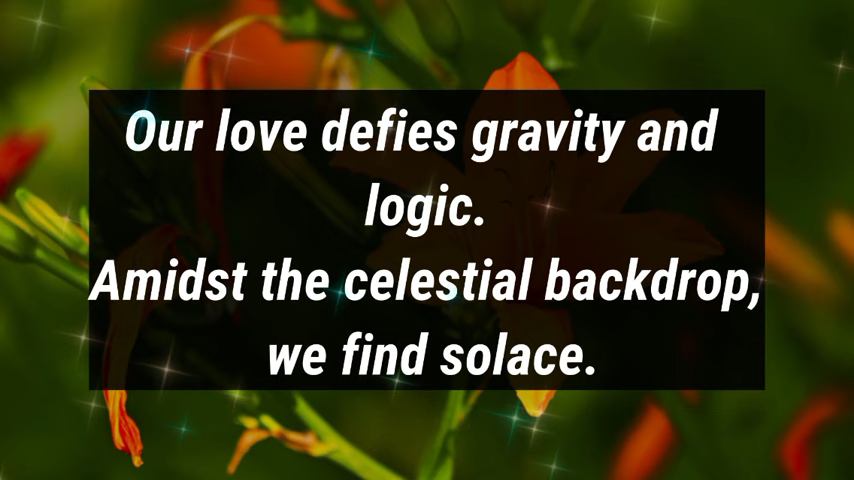 Our love defies gravity and
logic.
Amidst the celestial backdrop,
we find solace.